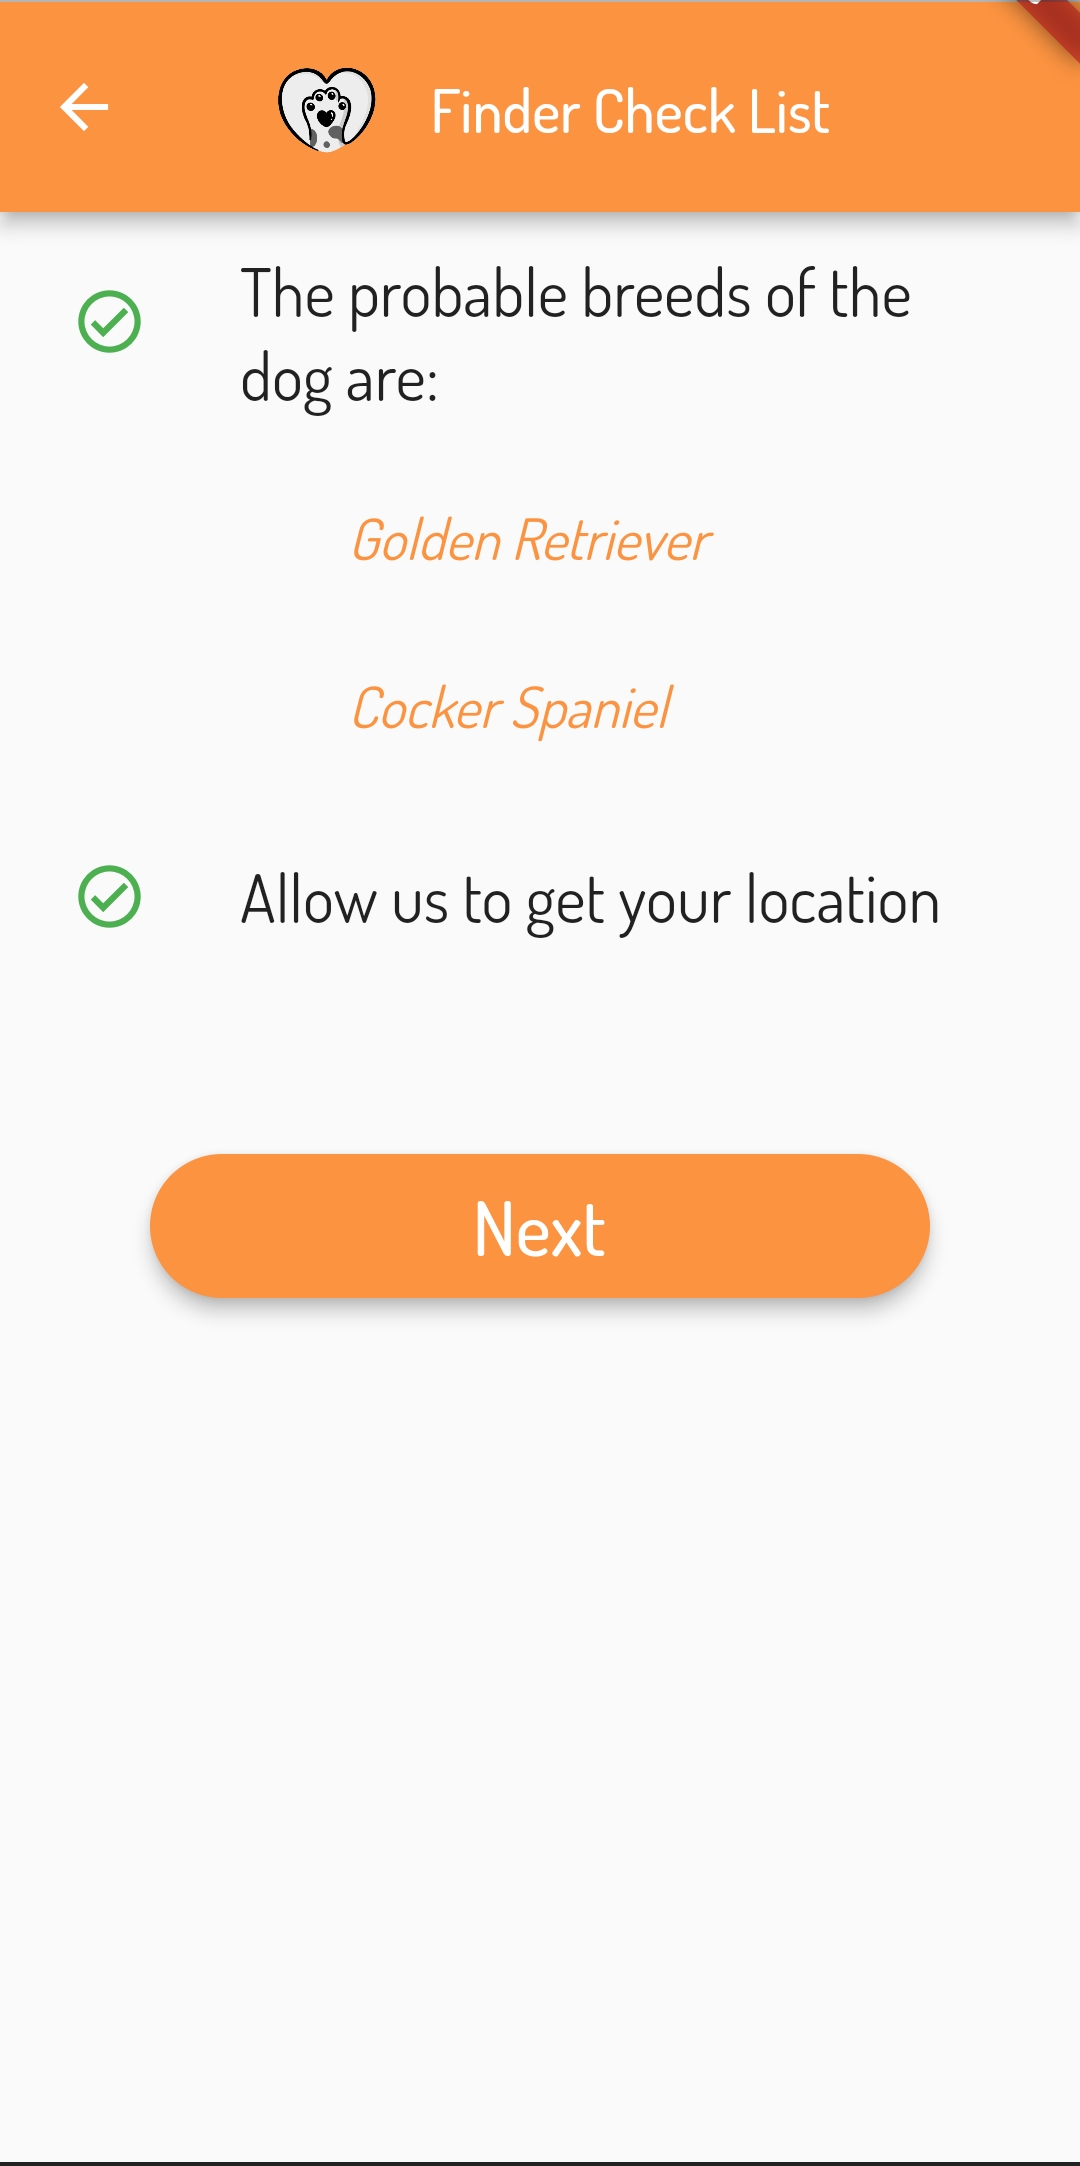 Finder Check List
The probable breeds of the
dog are:
Golden Retriever
Cocker Spaniel
Allow us to get your location
Next